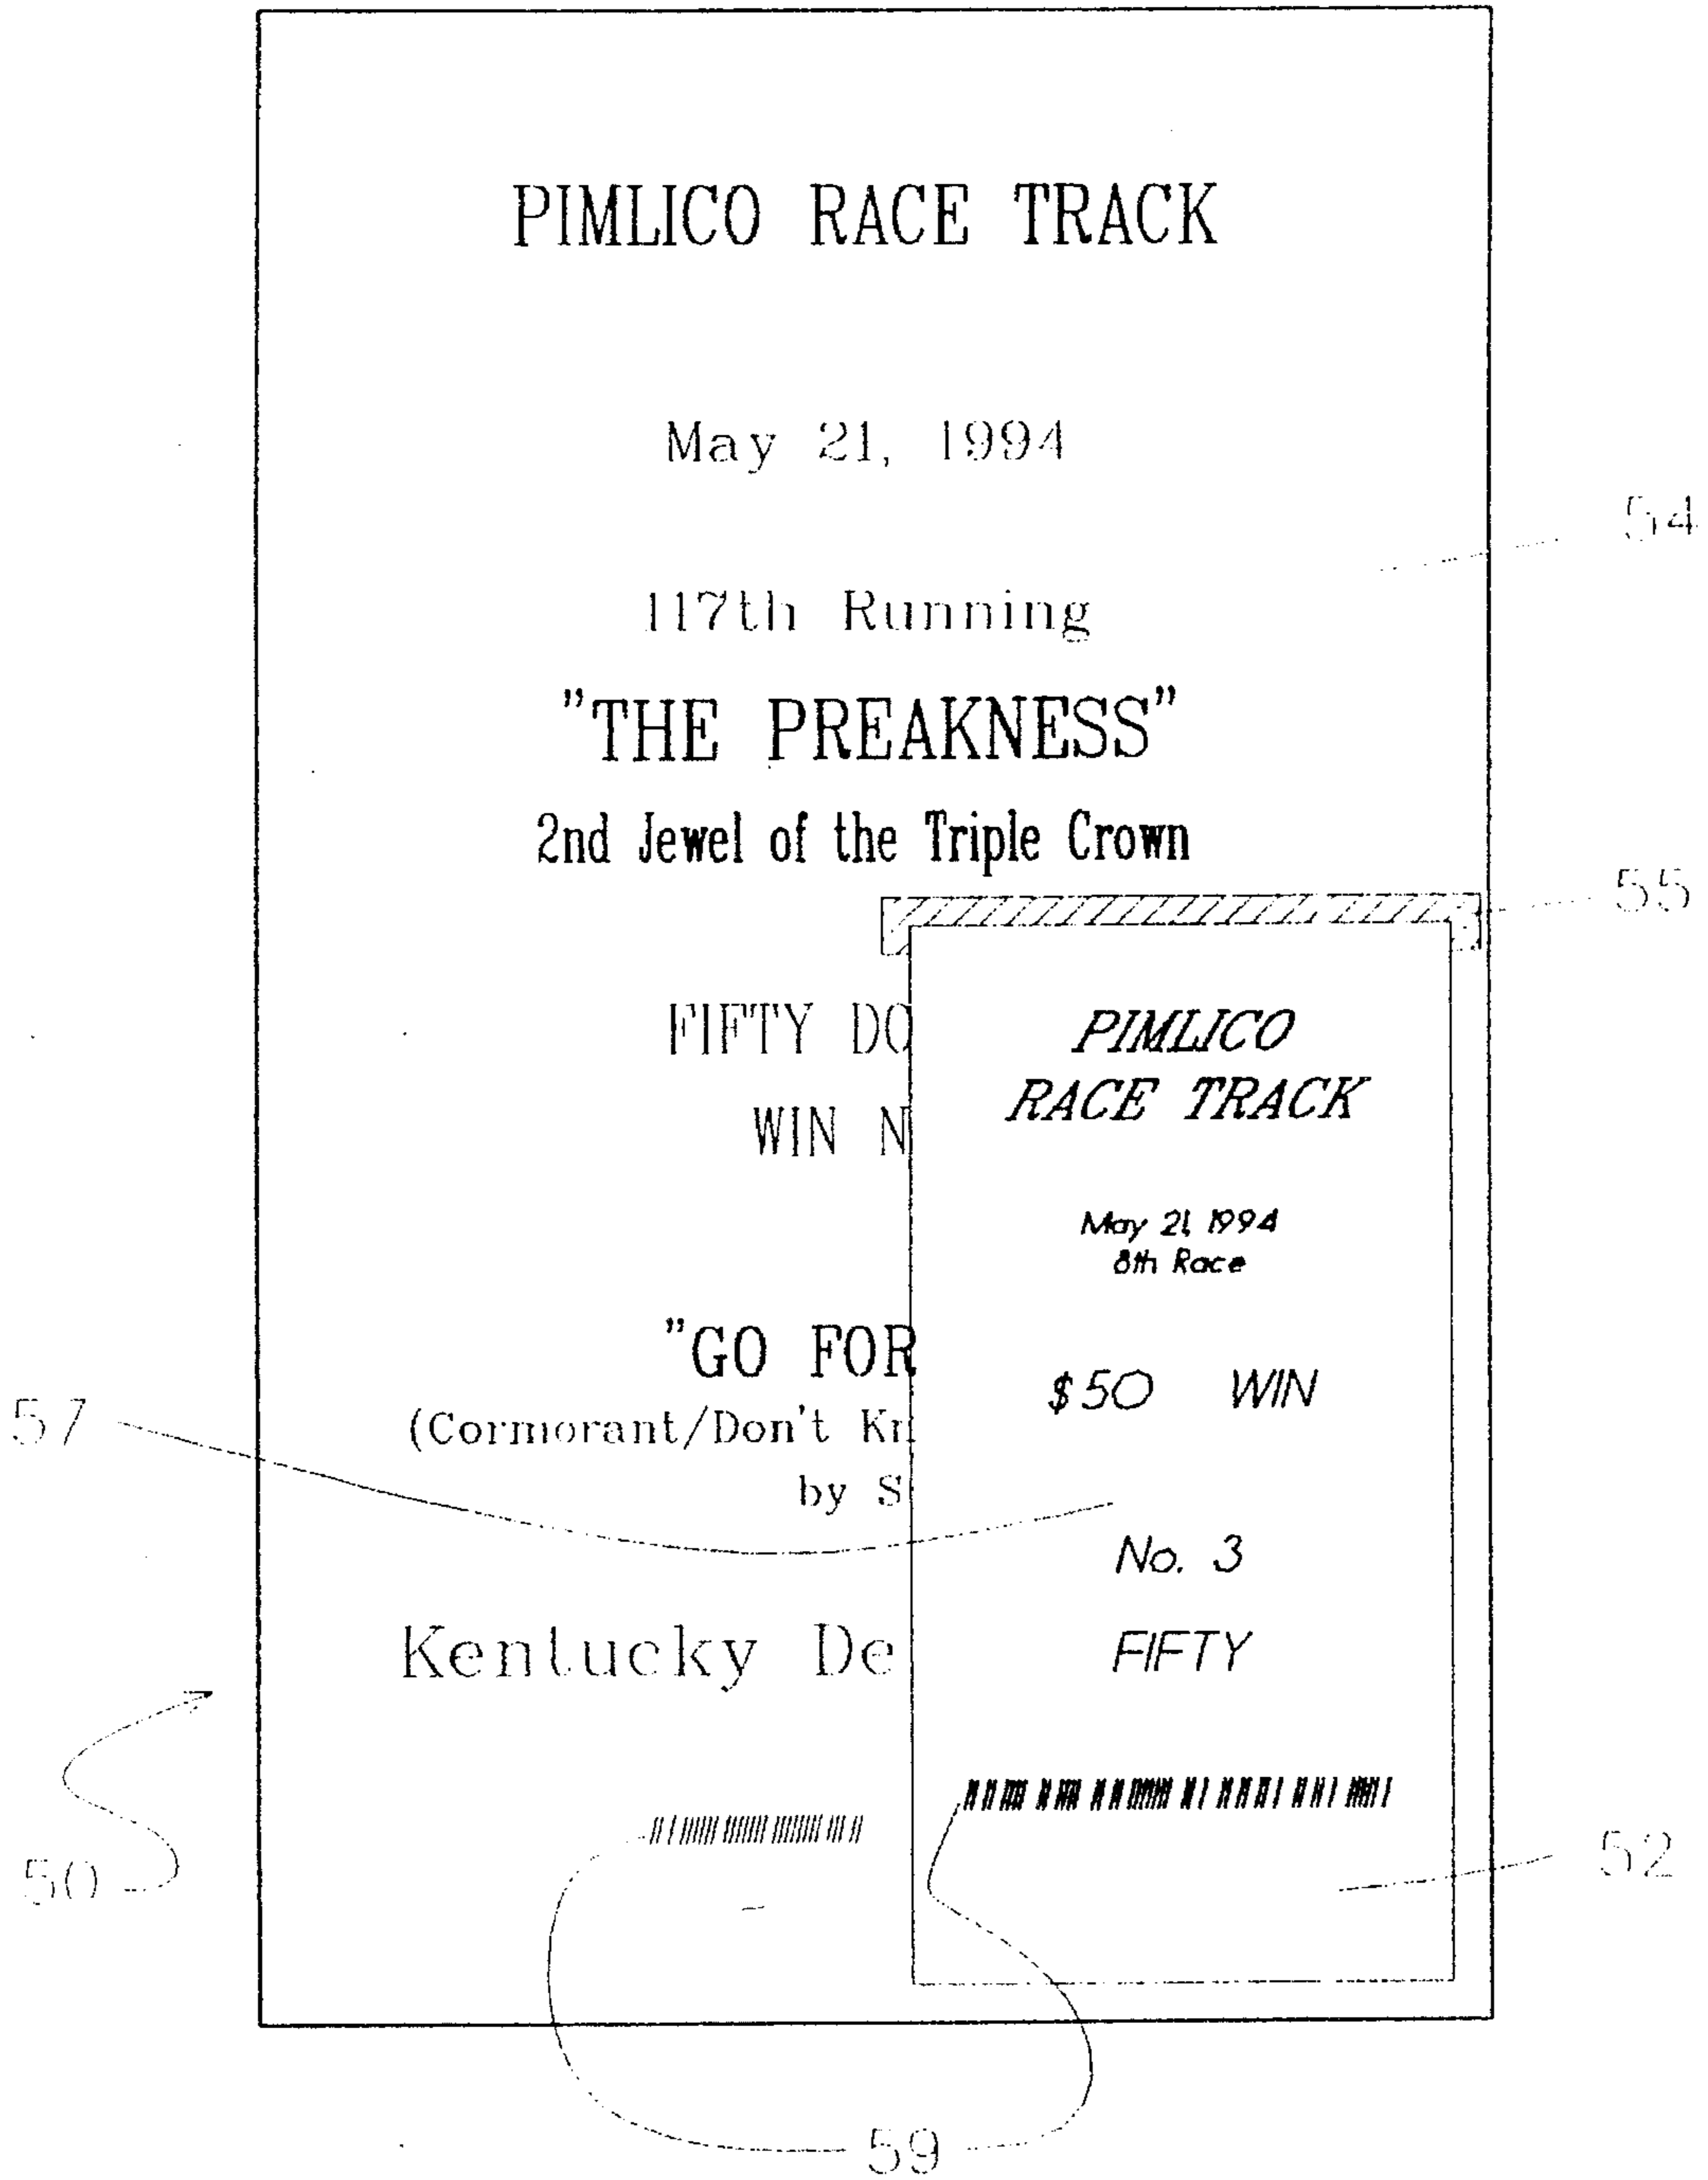 PIMLICO RACE TRACK
May 21, 1994
117th Running
"THE PREAKNESS"
2nd Jewel of the Triple Crown
FIFTY DO
WIN N
"GO FOR
(Cormorant/Don't Kn
by S
Kentucky De
PIMLICO
RACE TRACK
May 21, 1994
8th Race
$50 WIN
No. 3
FIFTY
54
55
57
50
52
59